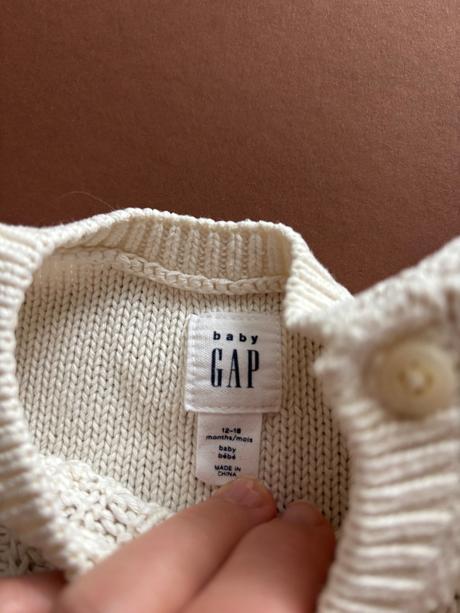 baby
GAP
12-18
months/mois
baby
bébé
MADE IN
CHINA